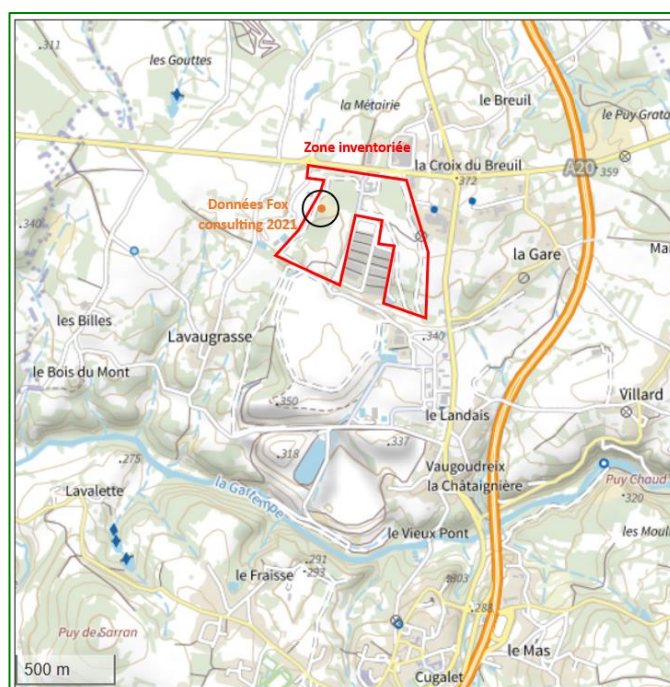 311
les Gouttes
la Métairie
le Breuil
le Puy Grata
Zone inventoriée
la Croix du Breuil
A20
359
372
Données Fox
consulting 2021
340
la Gare
Mai
les Billes
Lavaugrasse
340
le Bois du Mont
350
Villard
le Landais
318
337
275
Vaugoudreix
la Châtaignière
Puy Chaud
Lavalette
la Gartempe
320
le Vieux Pont
les Moulin
291
293
le Fraisse
303
288
Puy de Sarran
le Mas
500 m
Cugalet